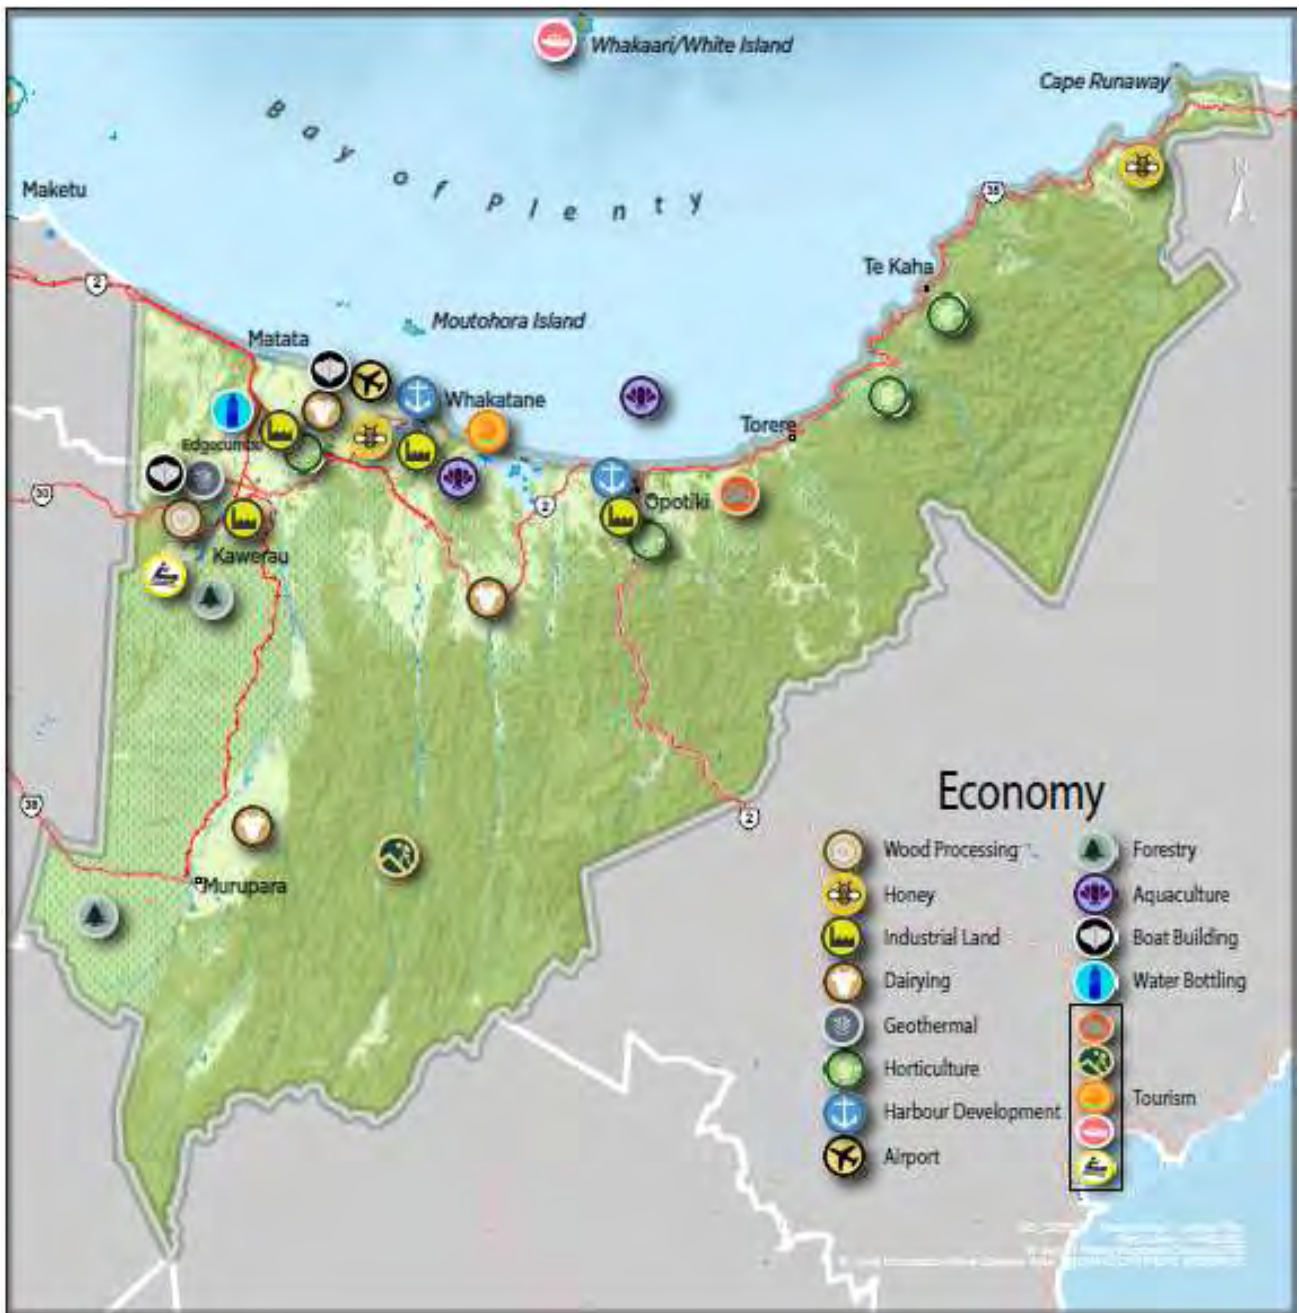 Whakaari/White Island
Cape Runaway
Bay of Plenty
Maketu
35
2
Te Kaha
Moutohora Island
Matata
Whakatane
Torere
Edgecumbe
30
2
Opotiki
Kawerau
38
2
Murupara
Economy
Wood Processing
Honey
Industrial Land
Dairying
Geothermal
Horticulture
Harbour Development
Airport
Forestry
Aquaculture
Boat Building
Water Bottling
Tourism
N